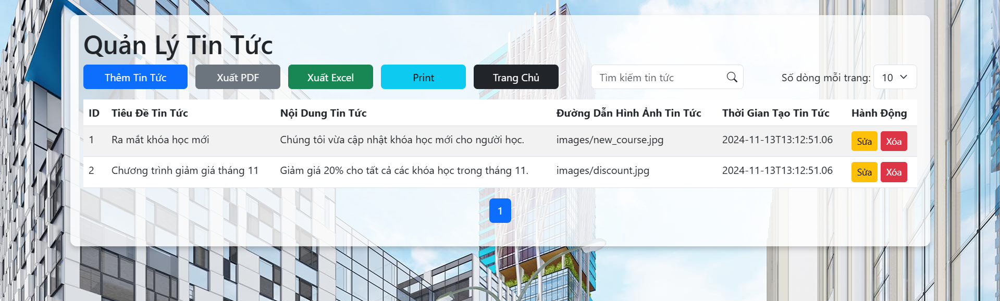 Quản Lý Tin Tức
Thêm Tin Tức Xuất PDF Xuất Excel Print Trang Chủ Tìm kiếm tin tức Số dòng mỗi trang: 10
ID Tiêu Đề Tin Tức Nội Dung Tin Tức Đường Dẫn Hình Ảnh Tin Tức Thời Gian Tạo Tin Tức Hành Động
1 Ra mắt khóa học mới Chúng tôi vừa cập nhật khóa học mới cho người học. images/new_course.jpg 2024-11-13T13:12:51.06 Sửa Xóa
2 Chương trình giảm giá tháng 11 Giảm giá 20% cho tất cả các khóa học trong tháng 11. images/discount.jpg 2024-11-13T13:12:51.06 Sửa Xóa
1